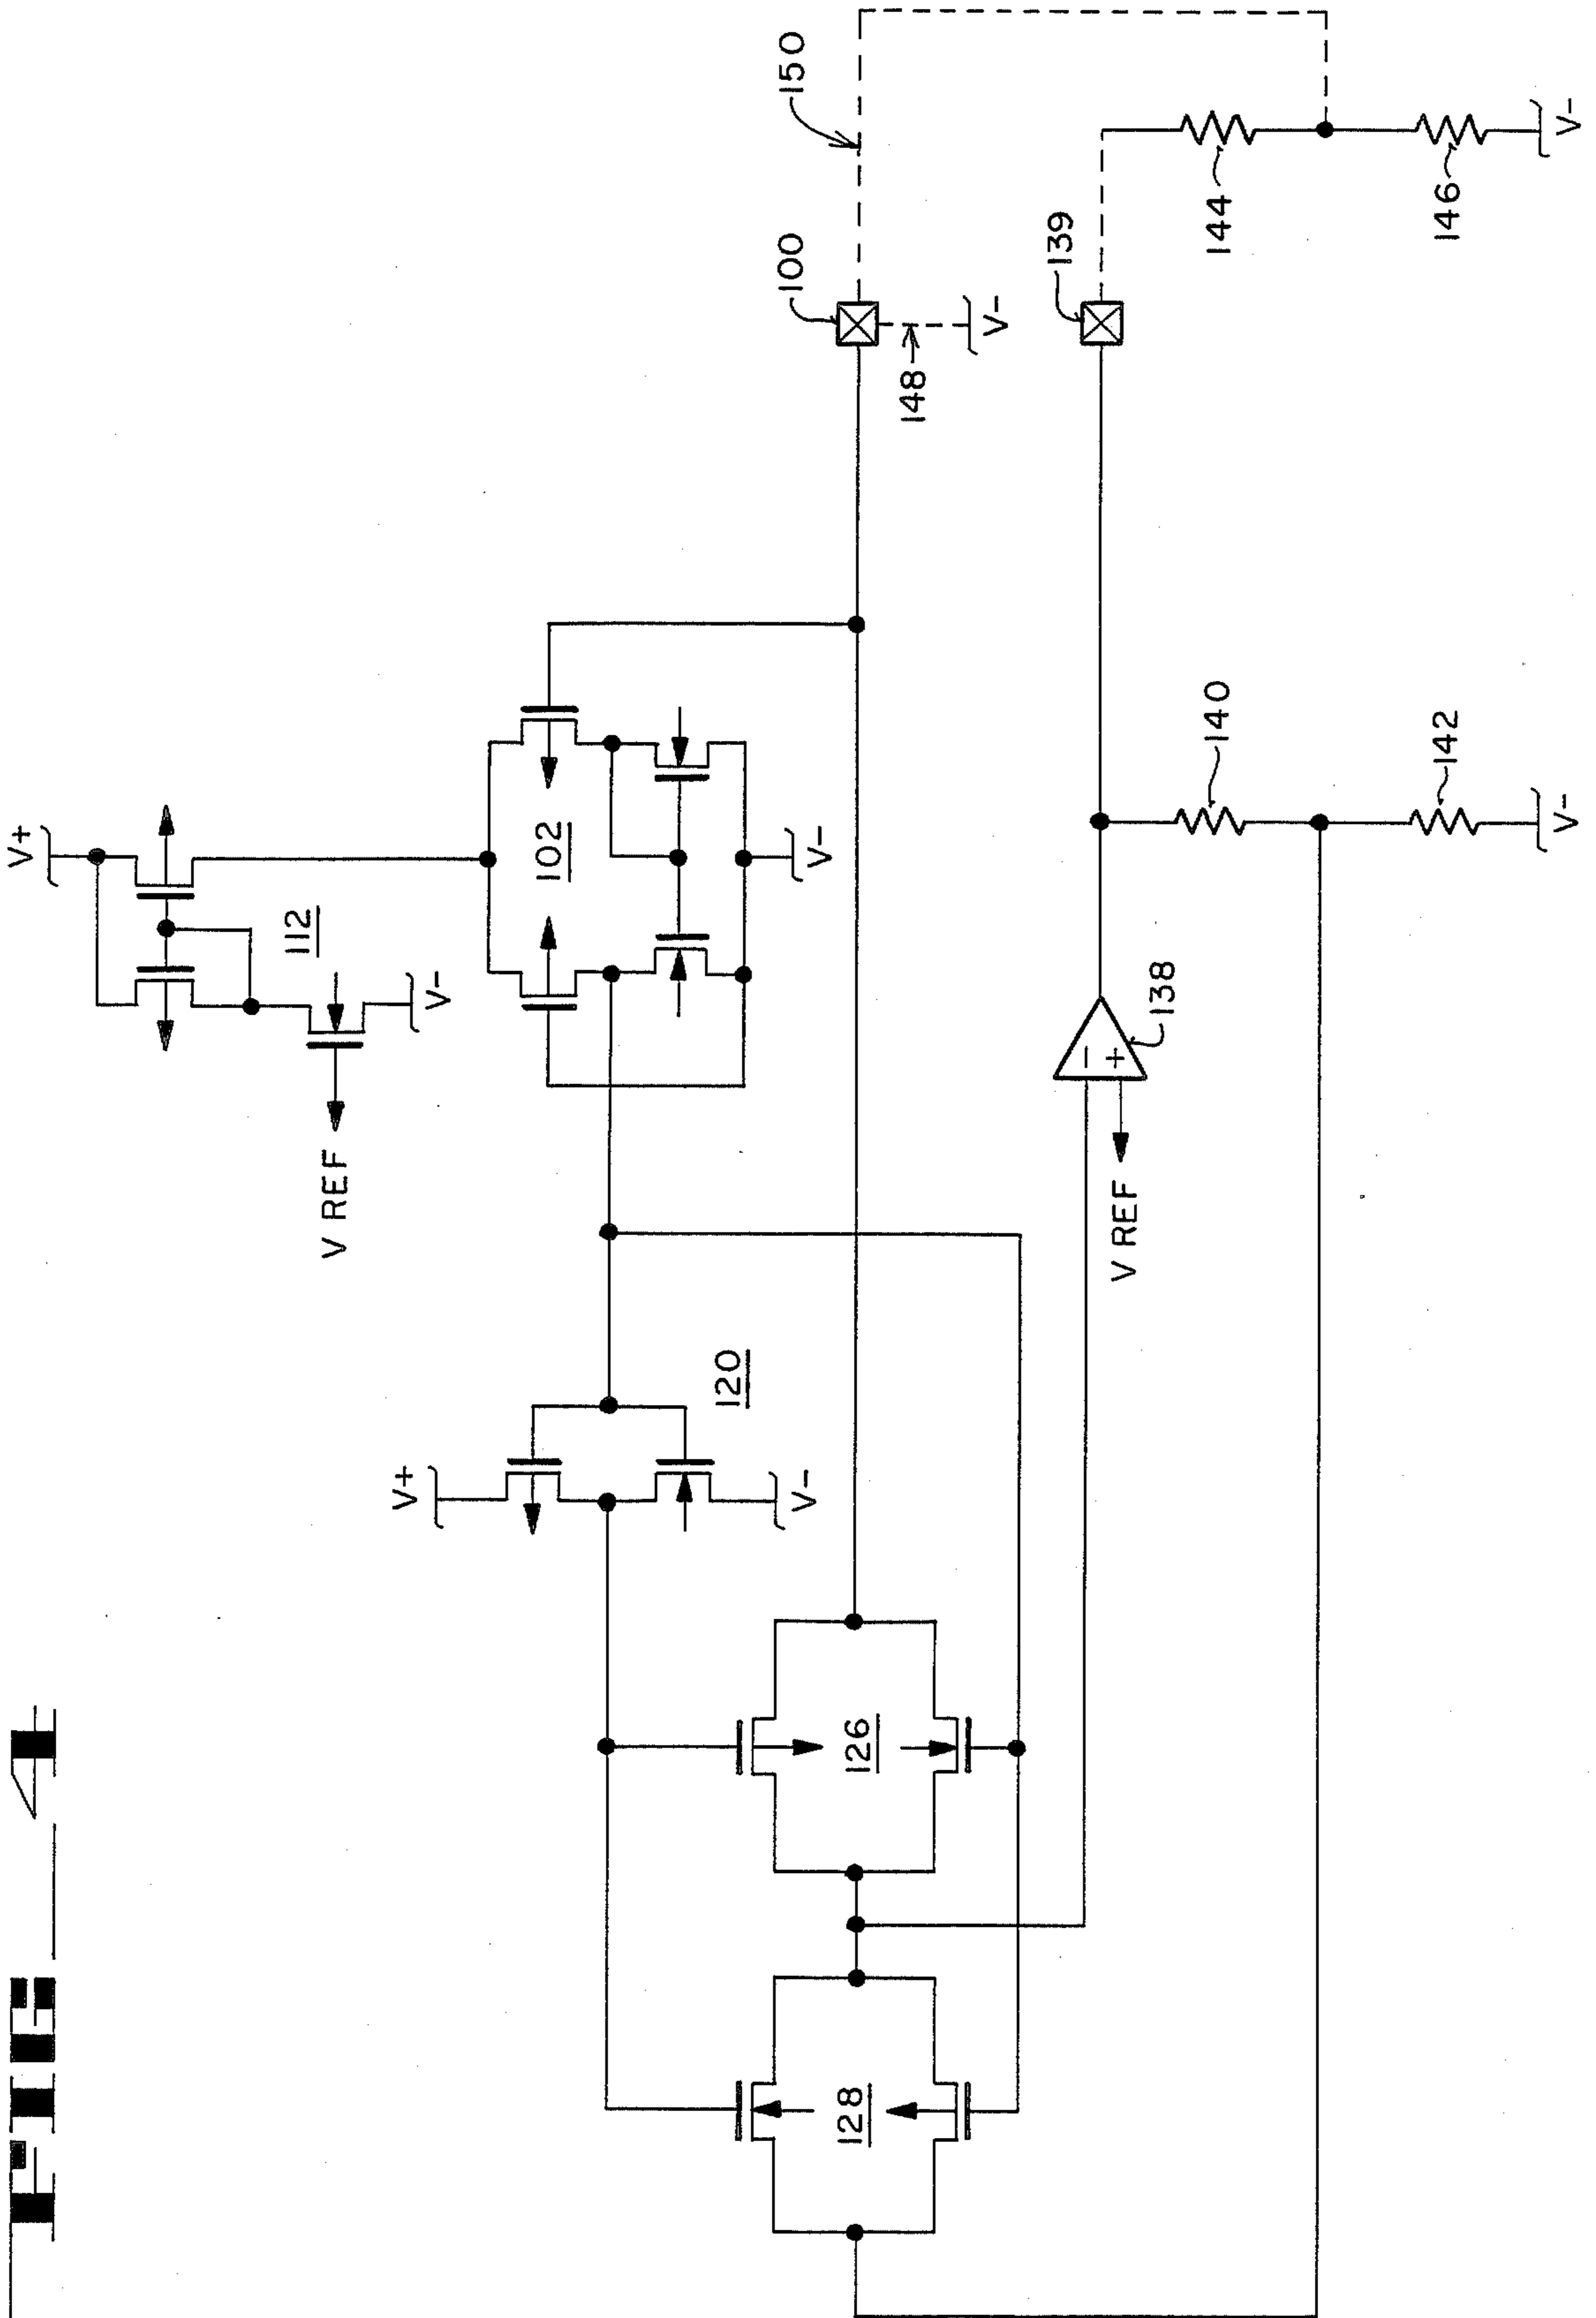 V+
112
V-
V REF
102
V-
100
148
V-
150
V+
120
V-
126
128
138
-
+
V REF
139
140
142
V-
144
146
V-
FIG 4